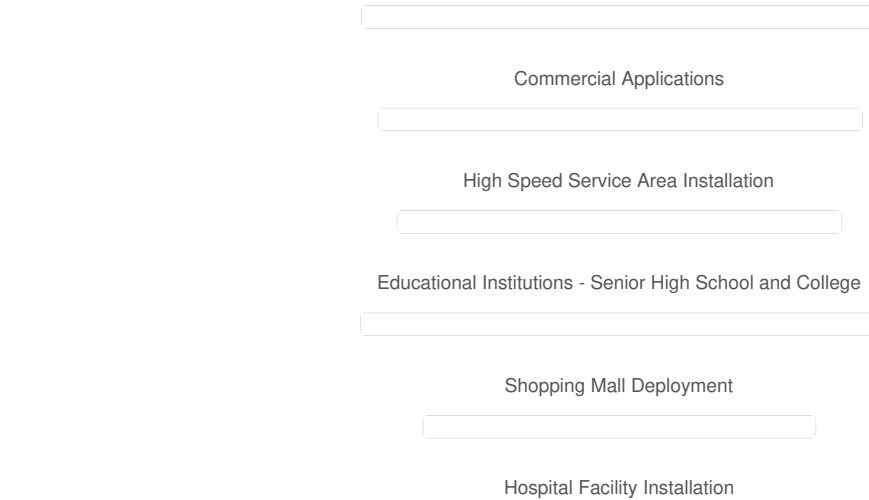 Commercial Applications
High Speed Service Area Installation
Educational Institutions - Senior High School and College
Shopping Mall Deployment
Hospital Facility Installation